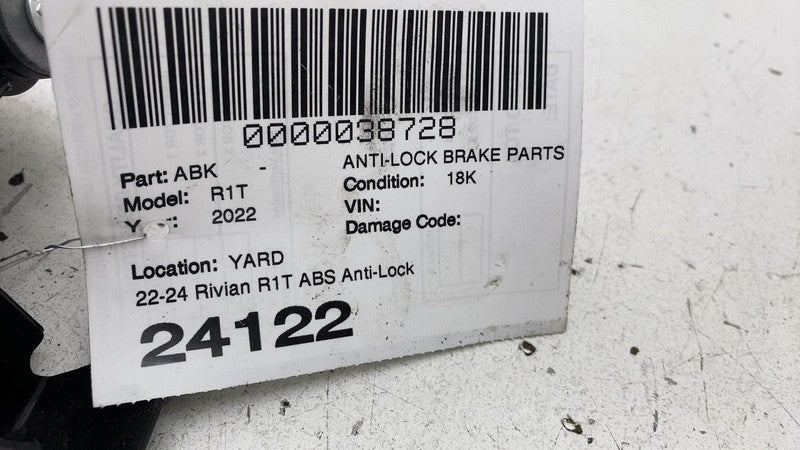 0000038728
Part: ABK - ANTI-LOCK BRAKE PARTS
Model: R1T Condition: 18K
2022 VIN:
Damage Code:
Location: YARD
22-24 Rivian R1T ABS Anti-Lock
24122